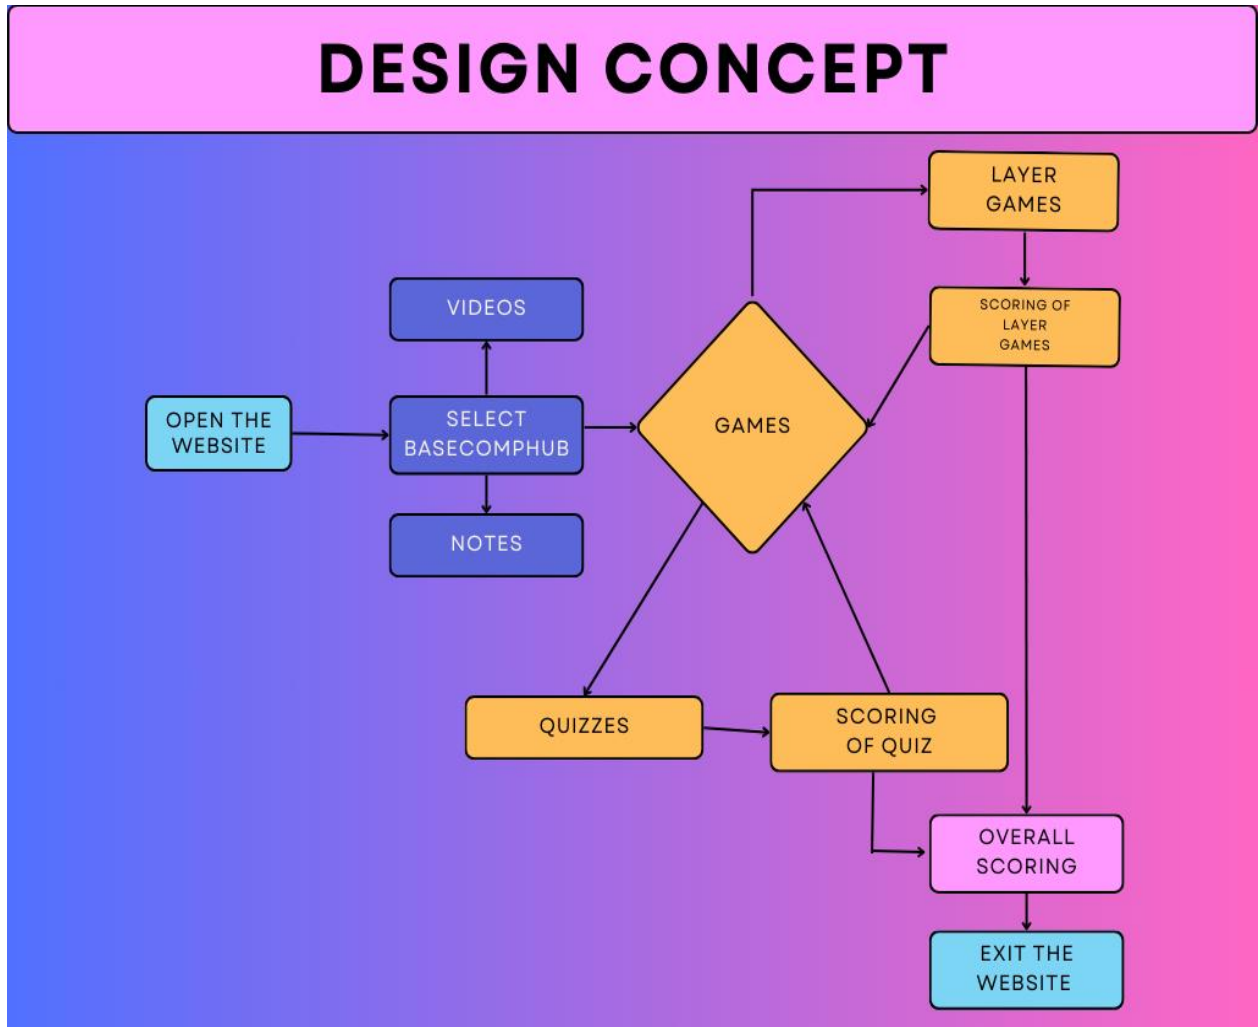 DESIGN CONCEPT
LAYER
GAMES
SCORING OF
LAYER
GAMES
VIDEOS
OPEN THE
WEBSITE
SELECT
BASECOMPHUB
GAMES
NOTES
QUIZZES
SCORING
OF QUIZ
OVERALL
SCORING
EXIT THE
WEBSITE